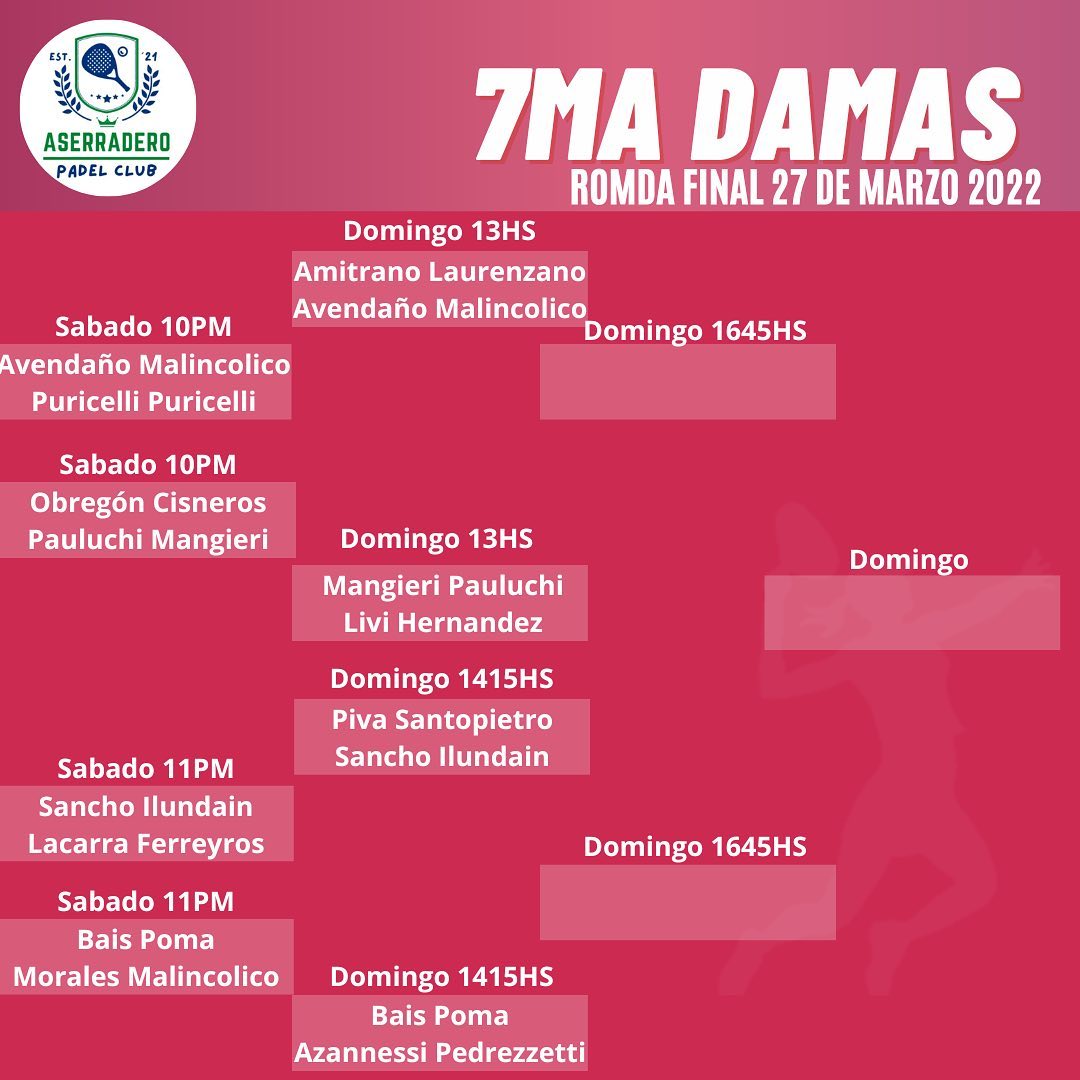 EST. '21
ASERRADERO
PADEL CLUB
7MA DAMAS
ROMDA FINAL 27 DE MARZO 2022
Domingo 13HS
Amitrano Laurenzano
Avendaño Malincolico
Sabado 10PM
Avendaño Malincolico
Puricelli Puricelli
Domingo 1645HS
Sabado 10PM
Obregón Cisneros
Pauluchi Mangieri
Domingo 13HS
Mangieri Pauluchi
Livi Hernandez
Domingo
Domingo 1415HS
Piva Santopietro
Sancho Ilundain
Sabado 11PM
Sancho Ilundain
Lacarra Ferreyros
Domingo 1645HS
Sabado 11PM
Bais Poma
Morales Malincolico
Domingo 1415HS
Bais Poma
Azannessi Pedrezzetti